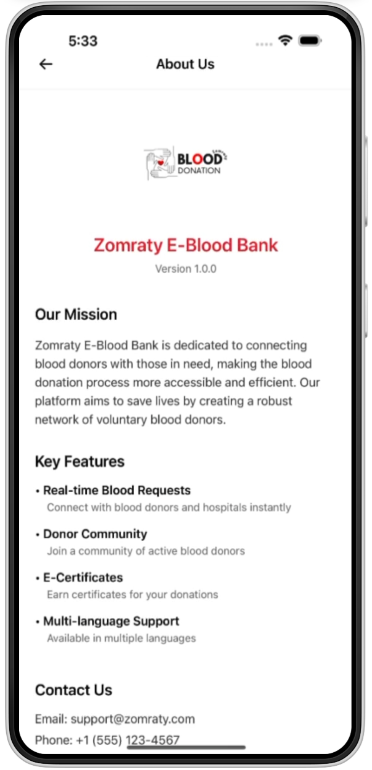 5:33
About Us
BLOOD
DONATION
Zomraty E-Blood Bank
Version 1.0.0
Our Mission
Zomraty E-Blood Bank is dedicated to connecting
blood donors with those in need, making the blood
donation process more accessible and efficient. Our
platform aims to save lives by creating a robust
network of voluntary blood donors.
Key Features
• Real-time Blood Requests
Connect with blood donors and hospitals instantly
• Donor Community
Join a community of active blood donors
• E-Certificates
Earn certificates for your donations
• Multi-language Support
Available in multiple languages
Contact Us
Email: support@zomraty.com
Phone: +1 (555) 123-4567